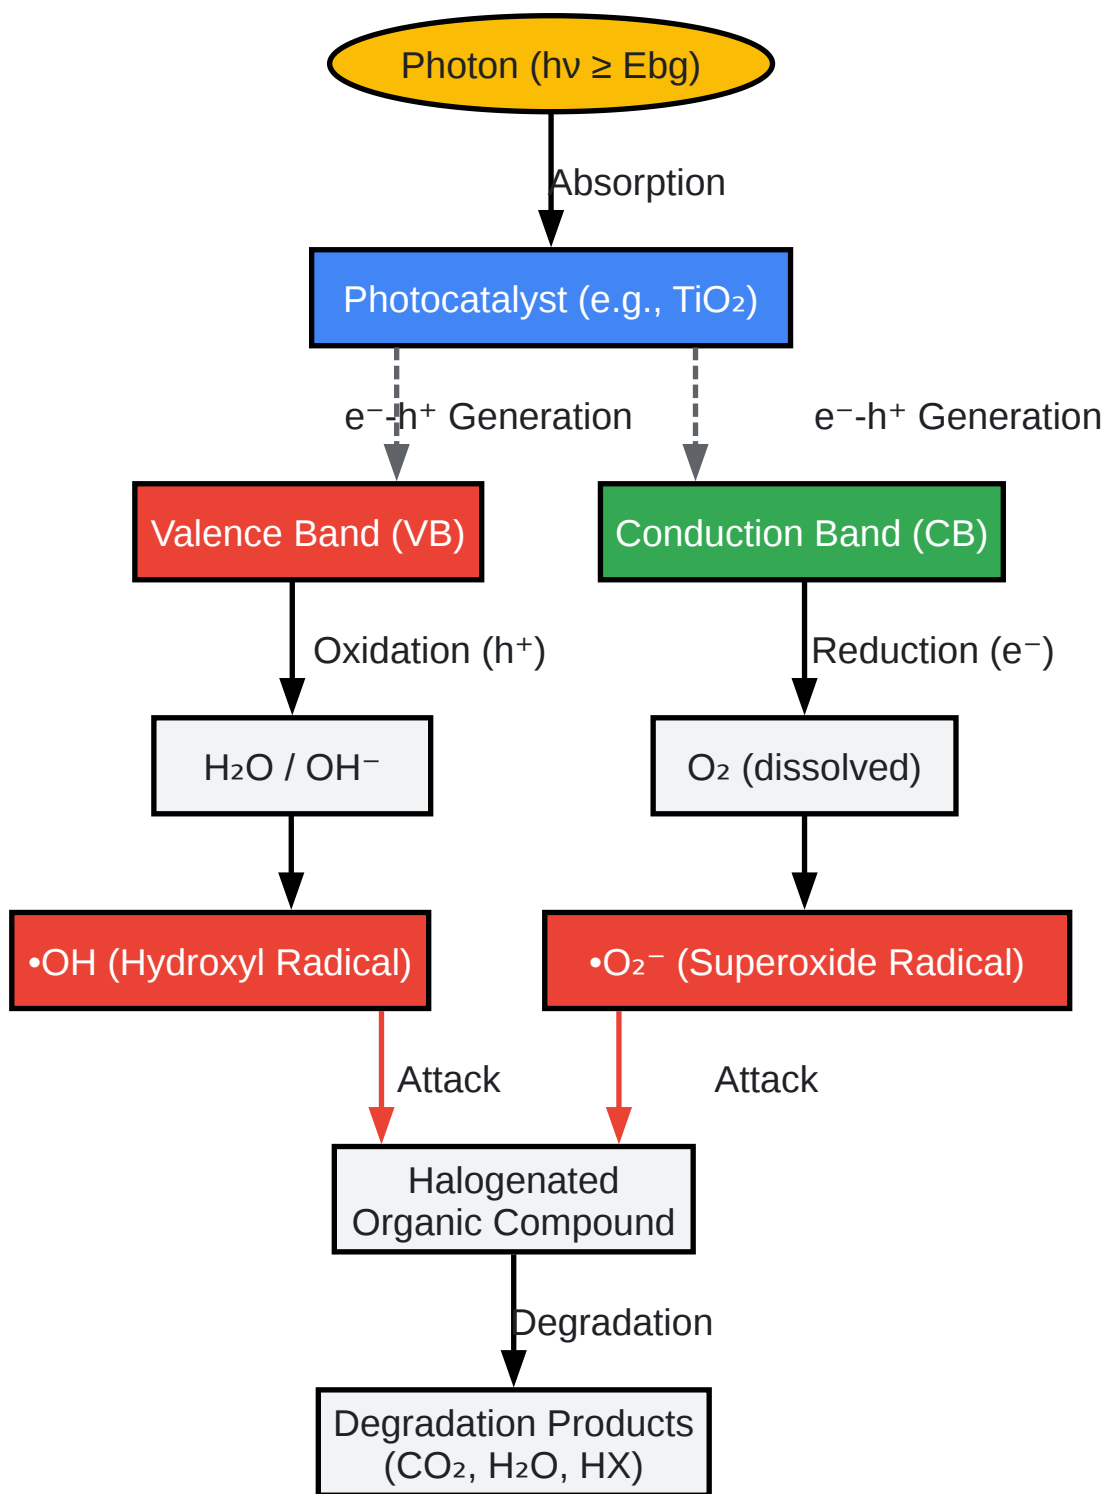 Photon (hν ≥ Ebg)
Absorption
Photocatalyst (e.g., TiO₂)
e⁻-h⁺ Generation
e⁻-h⁺ Generation
Valence Band (VB)
Conduction Band (CB)
Oxidation (h⁺)
Reduction (e⁻)
H₂O / OH⁻
O₂ (dissolved)
•OH (Hydroxyl Radical)
•O₂⁻ (Superoxide Radical)
Attack
Attack
Halogenated
Organic Compound
Degradation
Degradation Products
(CO₂, H₂O, HX)